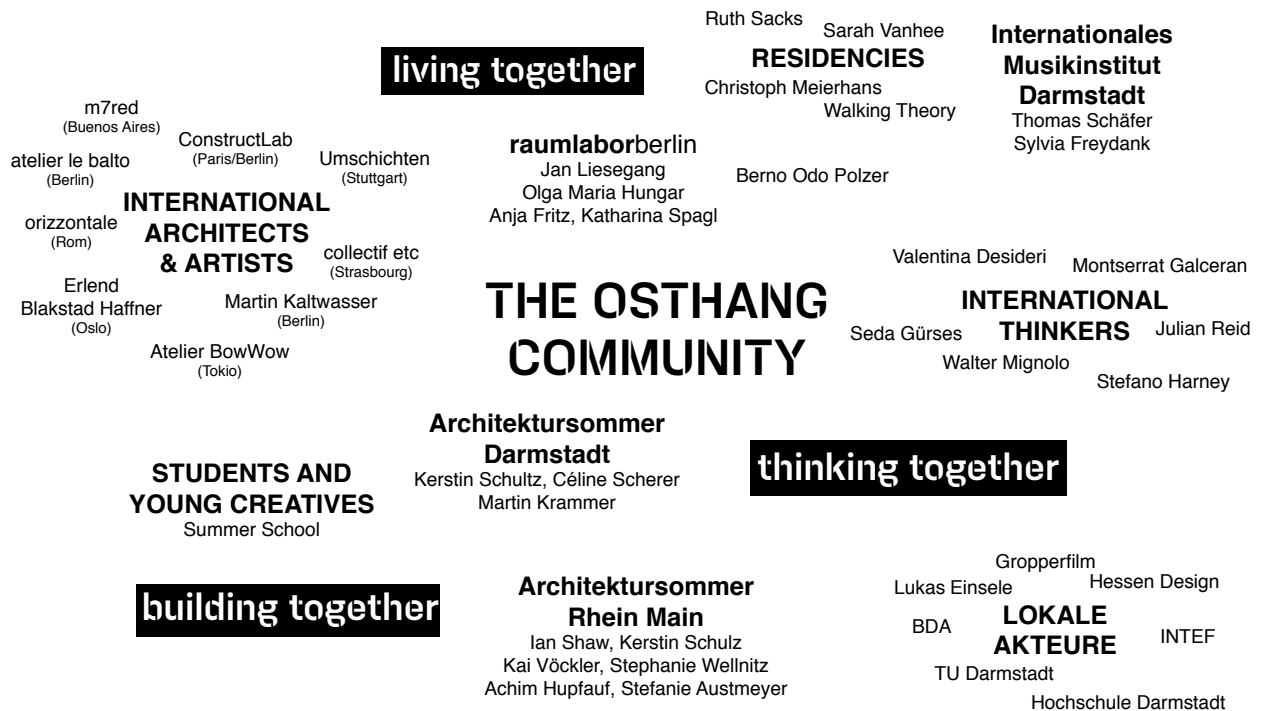 living together
m7red
(Buenos Aires)
ConstructLab
(Paris/Berlin)
atelier le balto
(Berlin)
Umschichten
(Stuttgart)
INTERNATIONAL
ARCHITECTS
& ARTISTS
orizzontale
(Rom)
collectif etc
(Strasbourg)
Erlend
Blakstad Haffner
(Oslo)
Martin Kaltwasser
(Berlin)
Atelier BowWow
(Tokio)
raumlaborberlin
Jan Liesegang
Olga Maria Hungar
Anja Fritz, Katharina Spagl
Ruth Sacks
Sarah Vanhee
RESIDENCIES
Christoph Meierhans
Walking Theory
Berno Odo Polzer
Internationales
Musikinstitut
Darmstadt
Thomas Schäfer
Sylvia Freydank
THE OSTHANG
COMMUNITY
Valentina Desideri
Montserrat Galceran
INTERNATIONAL
THINKERS
Seda Gürses
Julian Reid
Walter Mignolo
Stefano Harney
Architektursommer
Darmstadt
Kerstin Schultz, Céline Scherer
Martin Krammer
thinking together
STUDENTS AND
YOUNG CREATIVES
Summer School
building together
Architektursommer
Rhein Main
Ian Shaw, Kerstin Schulz
Kai Vöckler, Stephanie Wellnitz
Achim Hupfauf, Stefanie Austmeyer
Gropperfilm
Lukas Einsele
Hessen Design
LOKALE
AKTEURE
BDA
INTEF
TU Darmstadt
Hochschule Darmstadt